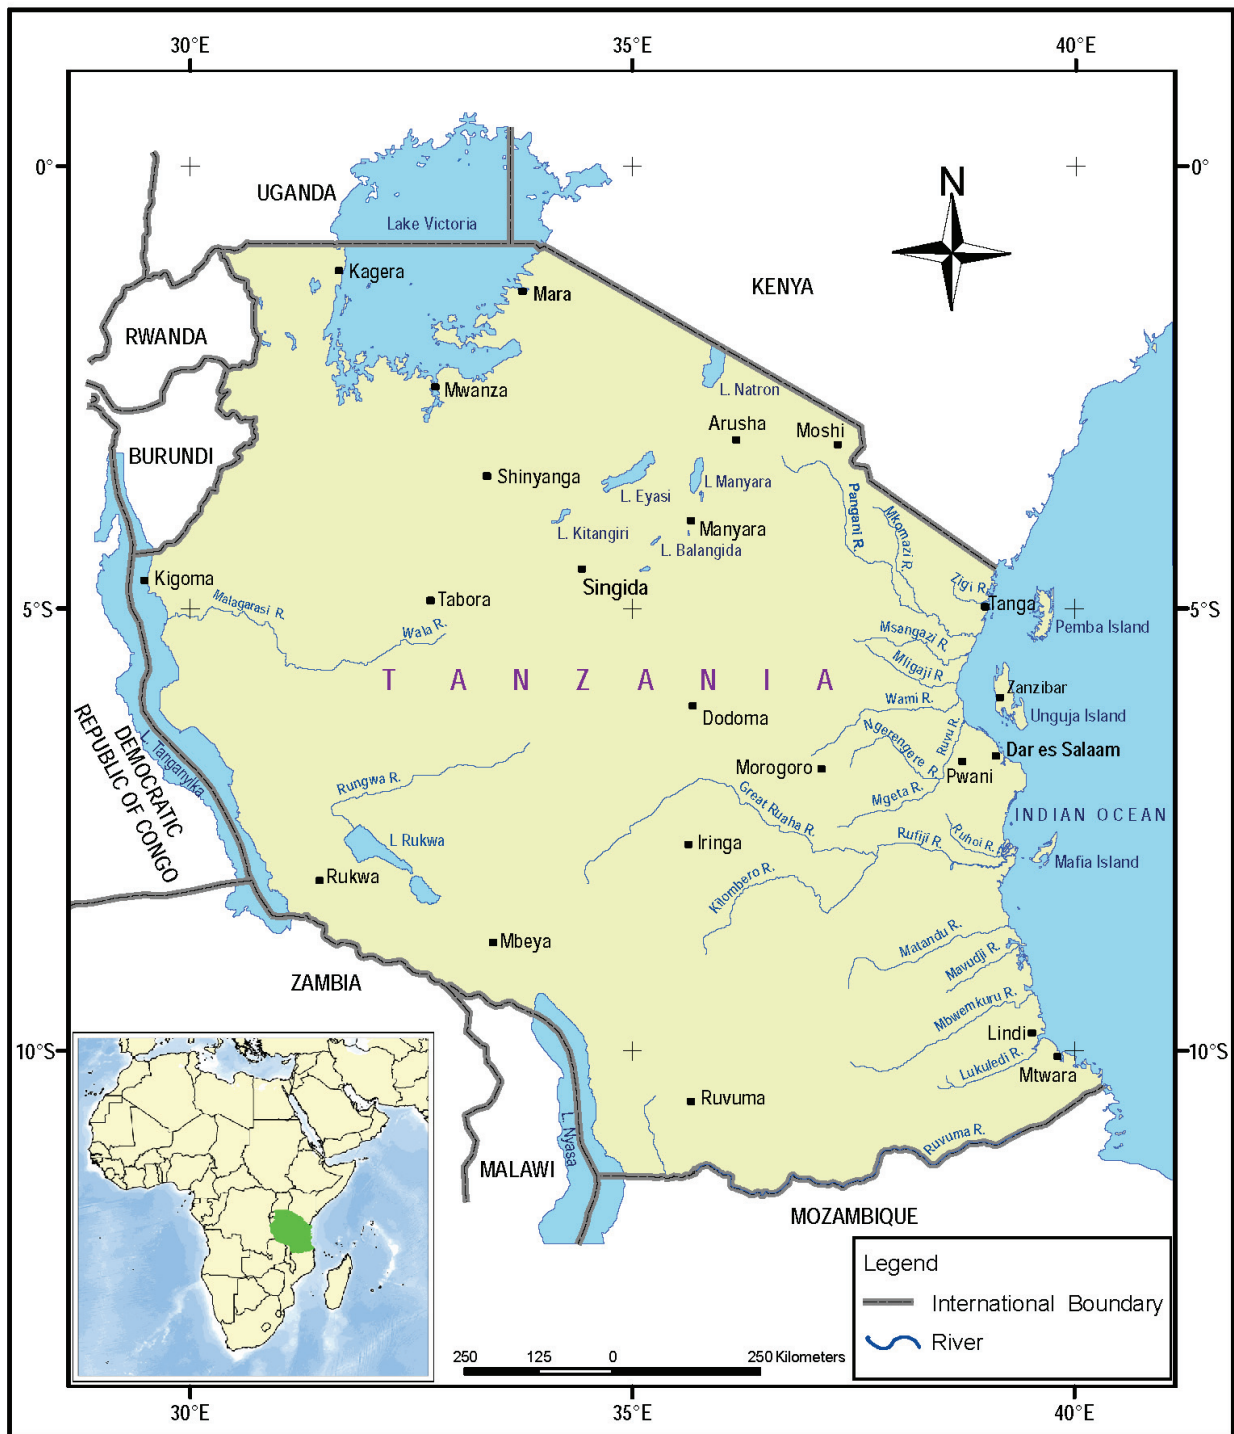 30°E
35°E
40°E
0°
0°
N
UGANDA
Lake Victoria
Kagera
Mara
KENYA
RWANDA
Mwanza
L. Natron
Arusha
Moshi
BURUNDI
Shinyanga
L. Eyasi
L Manyara
Pangani R.
Mkomazi R.
L. Kitangiri
Manyara
L. Balangida
Kigoma
Singida
Zigi R.
Malagarasi R.
Tabora
Tanga
5°S
5°S
Wala R.
Msangazi R.
Pemba Island
Mligaji R
TANZANIA
Zanzibar
Wami R.
Dodoma
Unguja Island
Ngerengere R.
Ruvu R.
DEMOCRATIC
REPUBLIC OF CONGO
L. Tanganyika
Dar es Salaam
Morogoro
Pwani
Rungwa R.
Great Ruaha R.
Mgeta R.
INDIAN OCEAN
L Rukwa
Iringa
Rufiji R.
Ruhoi R.
Mafia Island
Rukwa
Kilombero R.
Mbeya
Matandu R.
Mavudji R.
ZAMBIA
Mbwemkuru R.
Lindi
10°S
10°S
Lukuledi R.
Mtwara
Ruvuma
L. Nyasa
Ruvuma R.
MALAWI
MOZAMBIQUE
Legend
International Boundary
River
250 125 0 250 Kilometers
30°E
35°E
40°E